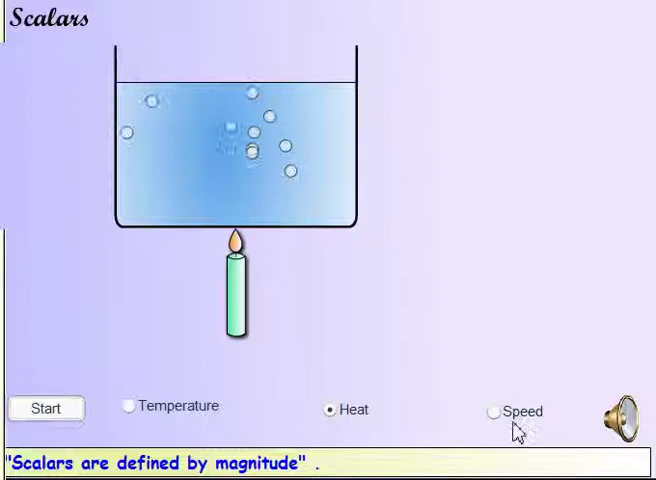 Scalars
Start
Temperature
Heat
Speed
"Scalars are defined by magnitude" .